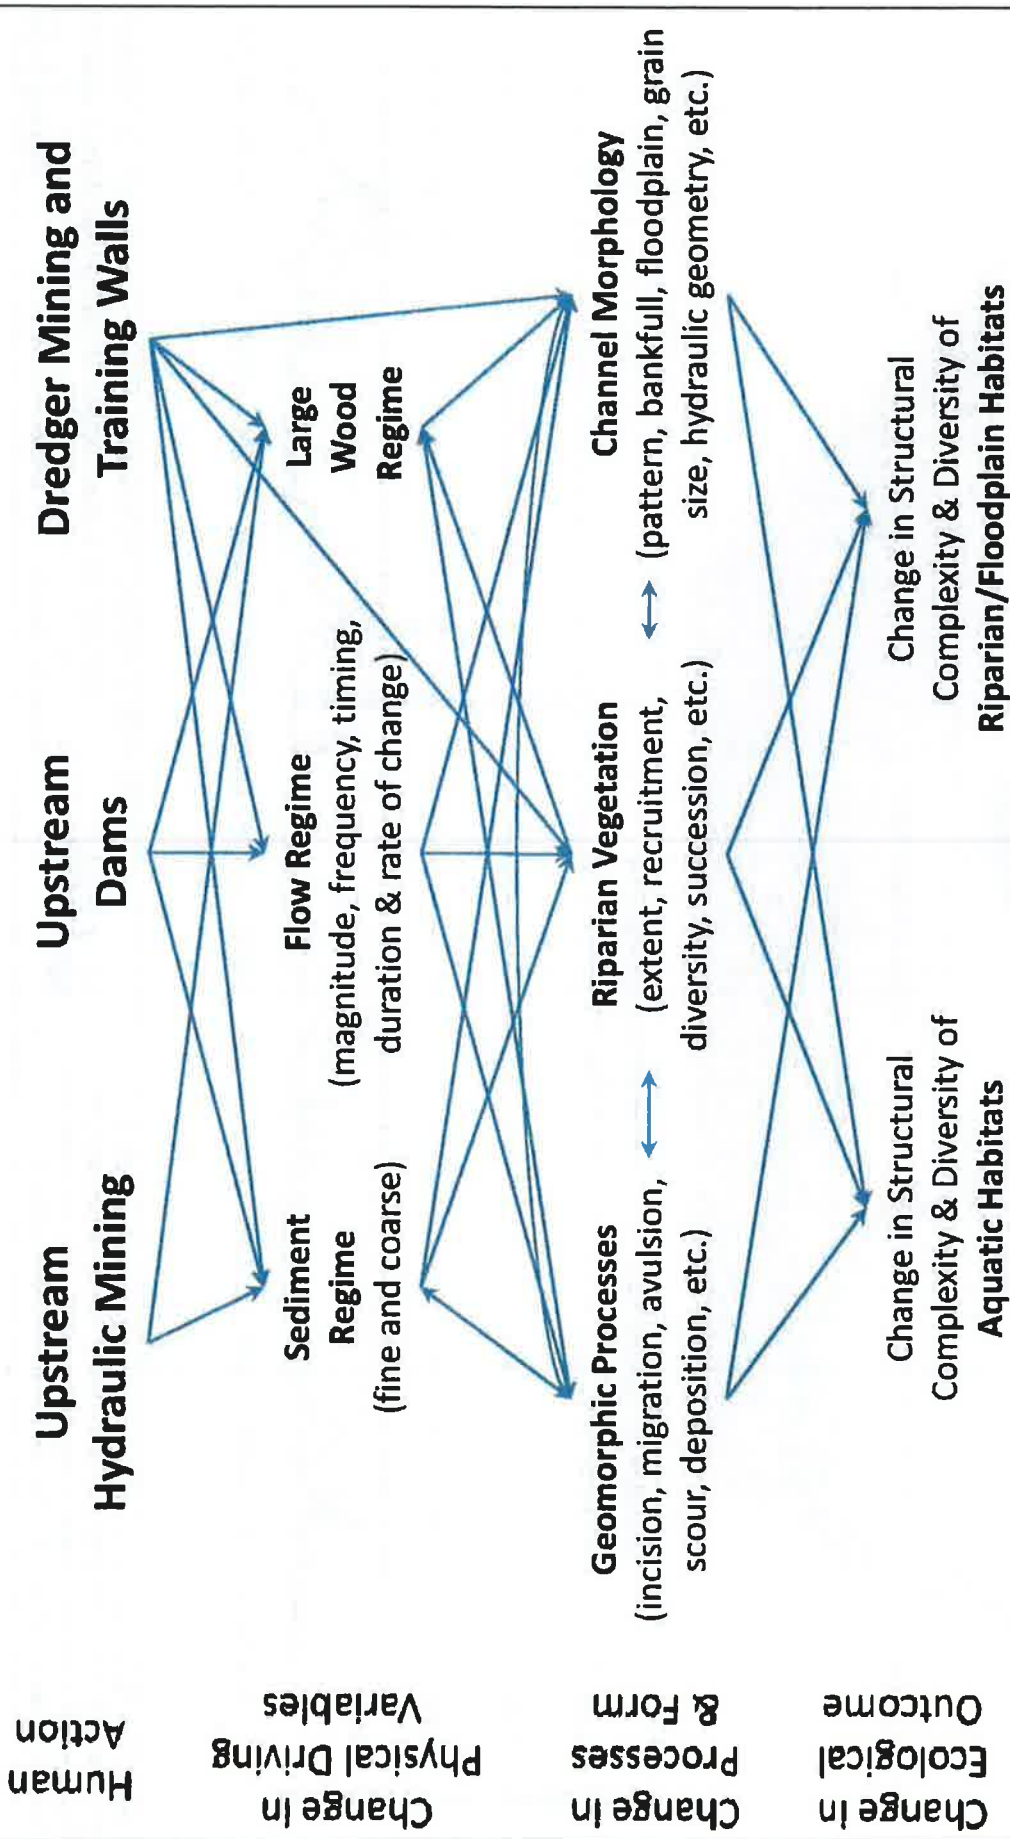 Human
Action
Upstream
Hydraulic Mining
Upstream
Dams
Dredger Mining and
Training Walls
Change in
Physical Driving
Variables
Sediment
Regime
(fine and coarse)
Flow Regime
(magnitude, frequency, timing,
duration & rate of change)
Large
Wood
Regime
Change in
Processes
& Form
Geomorphic Processes
(incision, migration, avulsion,
scour, deposition, etc.)
Riparian Vegetation
(extent, recruitment,
diversity, succession, etc.)
Channel Morphology
(pattern, bankfull, floodplain, grain
size, hydraulic geometry, etc.)
Change in
Ecological
Outcome
Change in Structural
Complexity & Diversity of
Aquatic Habitats
Change in Structural
Complexity & Diversity of
Riparian/Floodplain Habitats